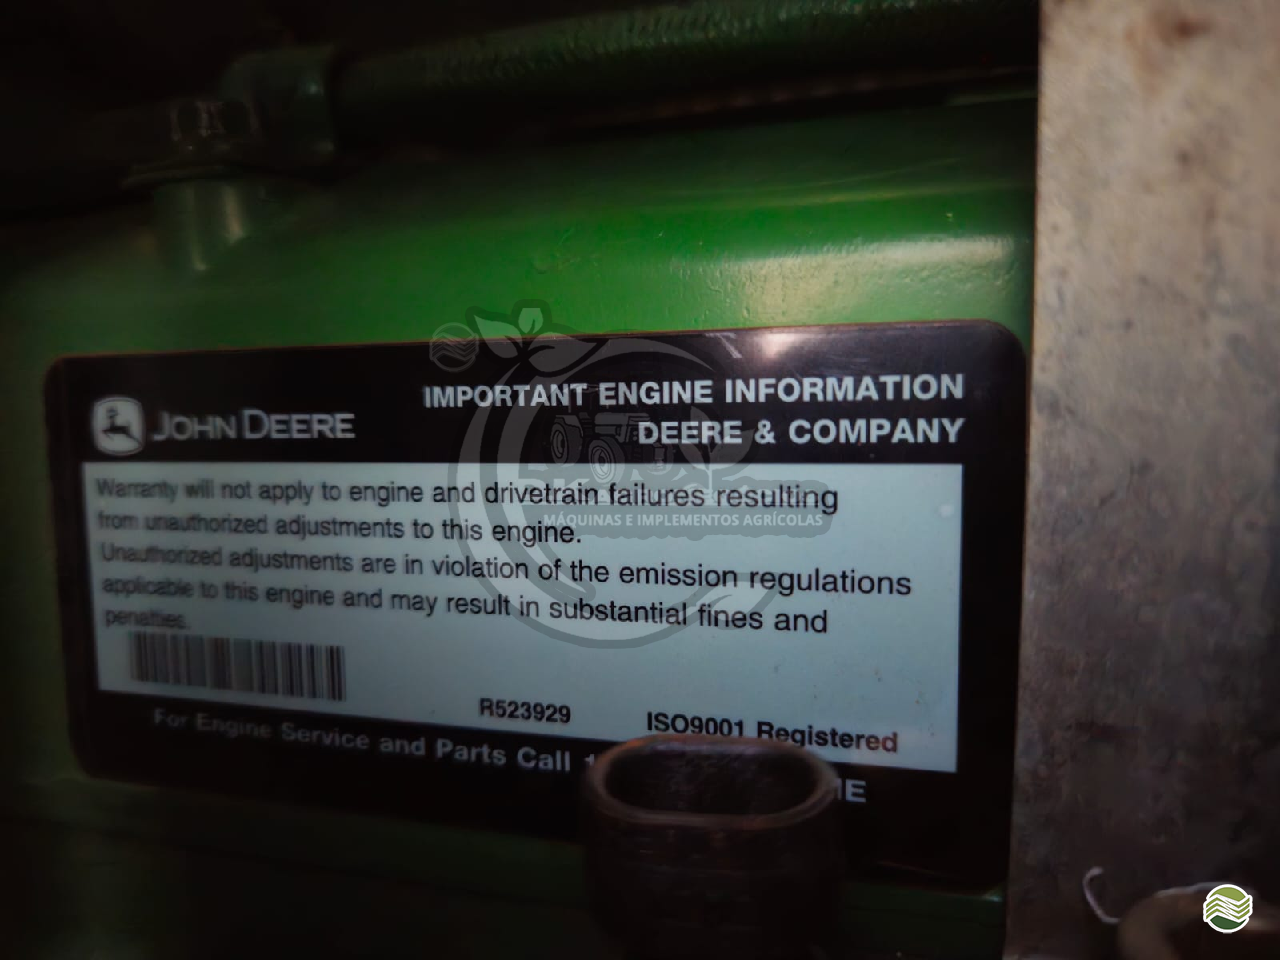 IMPORTANT ENGINE INFORMATION
JOHN DEERE
DEERE & COMPANY
Warranty will not apply to engine and drivetrain failures resulting
from unauthorized adjustments to this engine.
Unauthorized adjustments are in violation of the emission regulations
applicable to this engine and may result in substantial fines and
penalties.
R523929
ISO9001 Registered
For Engine Service and Parts Call 1
MÁQUINAS E IMPLEMENTOS AGRÍCOLAS